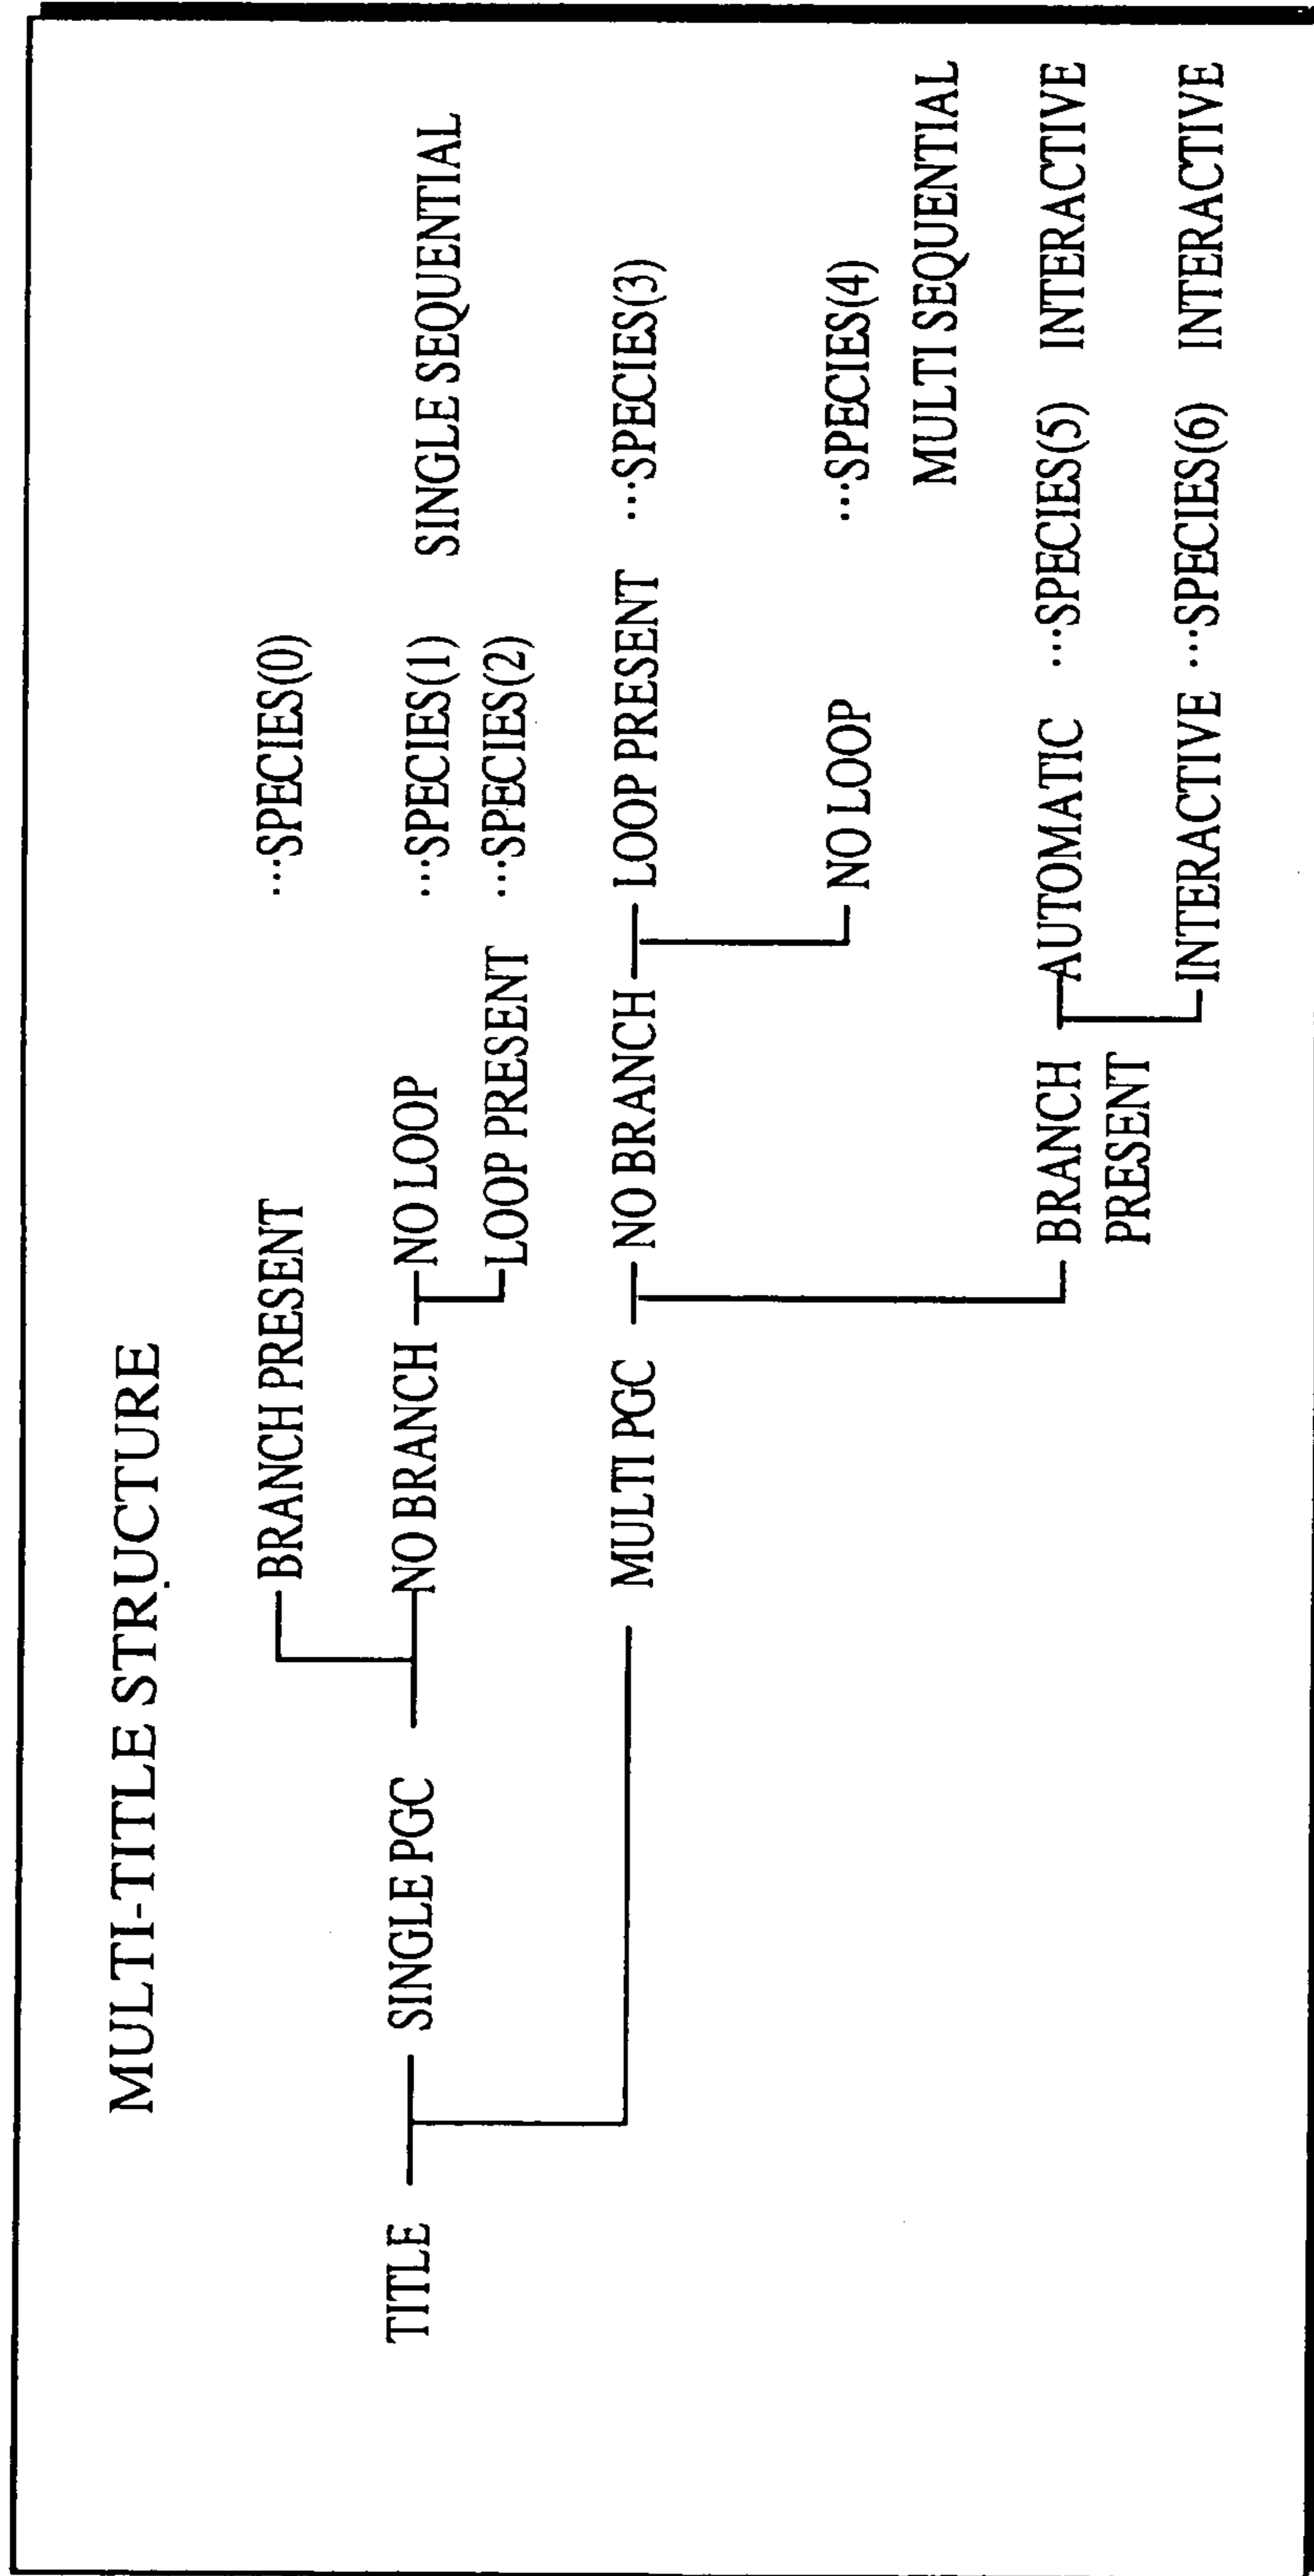 MULTI-TITLE STRUCTURE
BRANCH PRESENT …SPECIES(0)
TITLE SINGLE PGC NO BRANCH NO LOOP …SPECIES(1) SINGLE SEQUENTIAL
LOOP PRESENT …SPECIES(2)
MULTI PGC NO BRANCH LOOP PRESENT …SPECIES(3)
NO LOOP …SPECIES(4)
MULTI SEQUENTIAL
BRANCH AUTOMATIC …SPECIES(5) INTERACTIVE
PRESENT
INTERACTIVE …SPECIES(6) INTERACTIVE